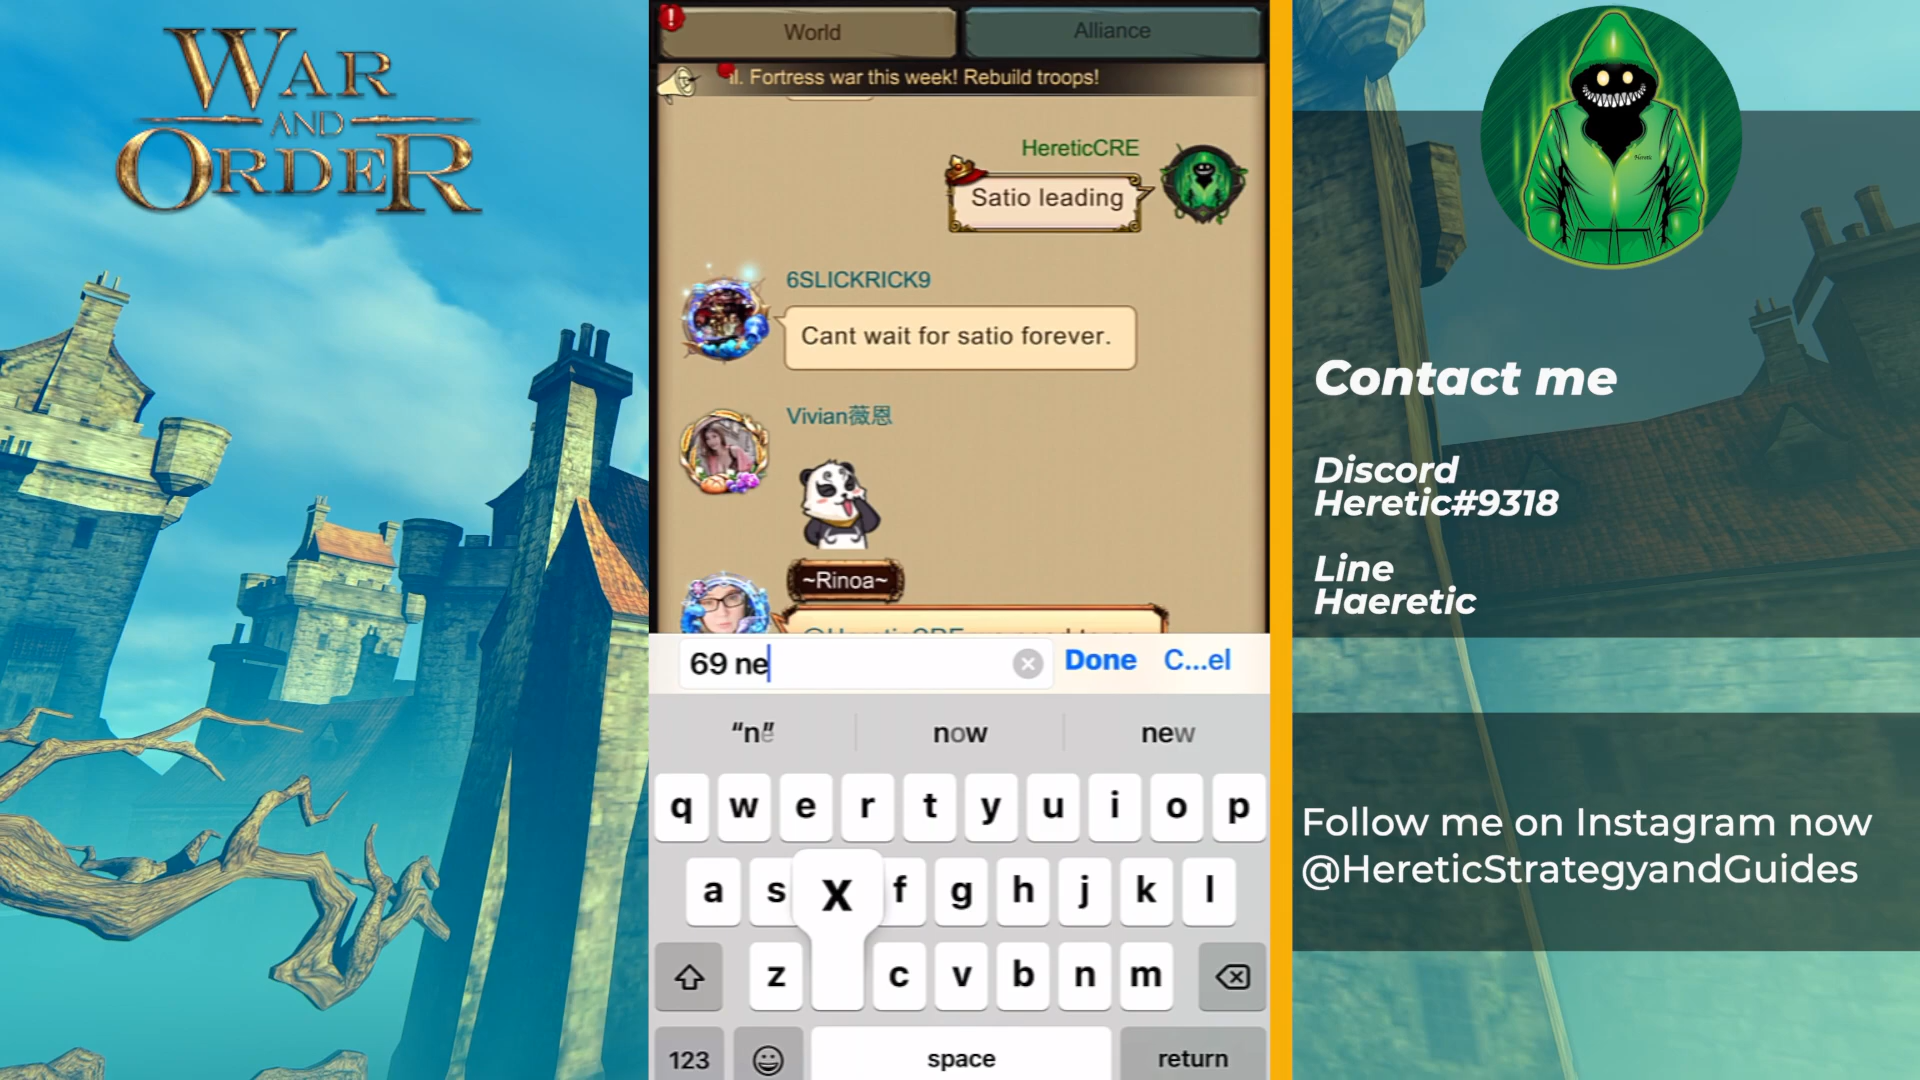 WAR
AND
ORDER
World
Alliance
Fortress war this week! Rebuild troops!
HereticCRE
Satio leading
6SLICKRICK9
Cant wait for satio forever.
Vivian薇恩
~Rinoa~
69 ne
Done
C...el
now
new
q w e r t y u i o p
a s x f g h j k l
z c v b n m
123
space
return
Contact me
Discord
Heretic#9318
Line
Haeretic
Follow me on Instagram now
@HereticStrategyandGuides